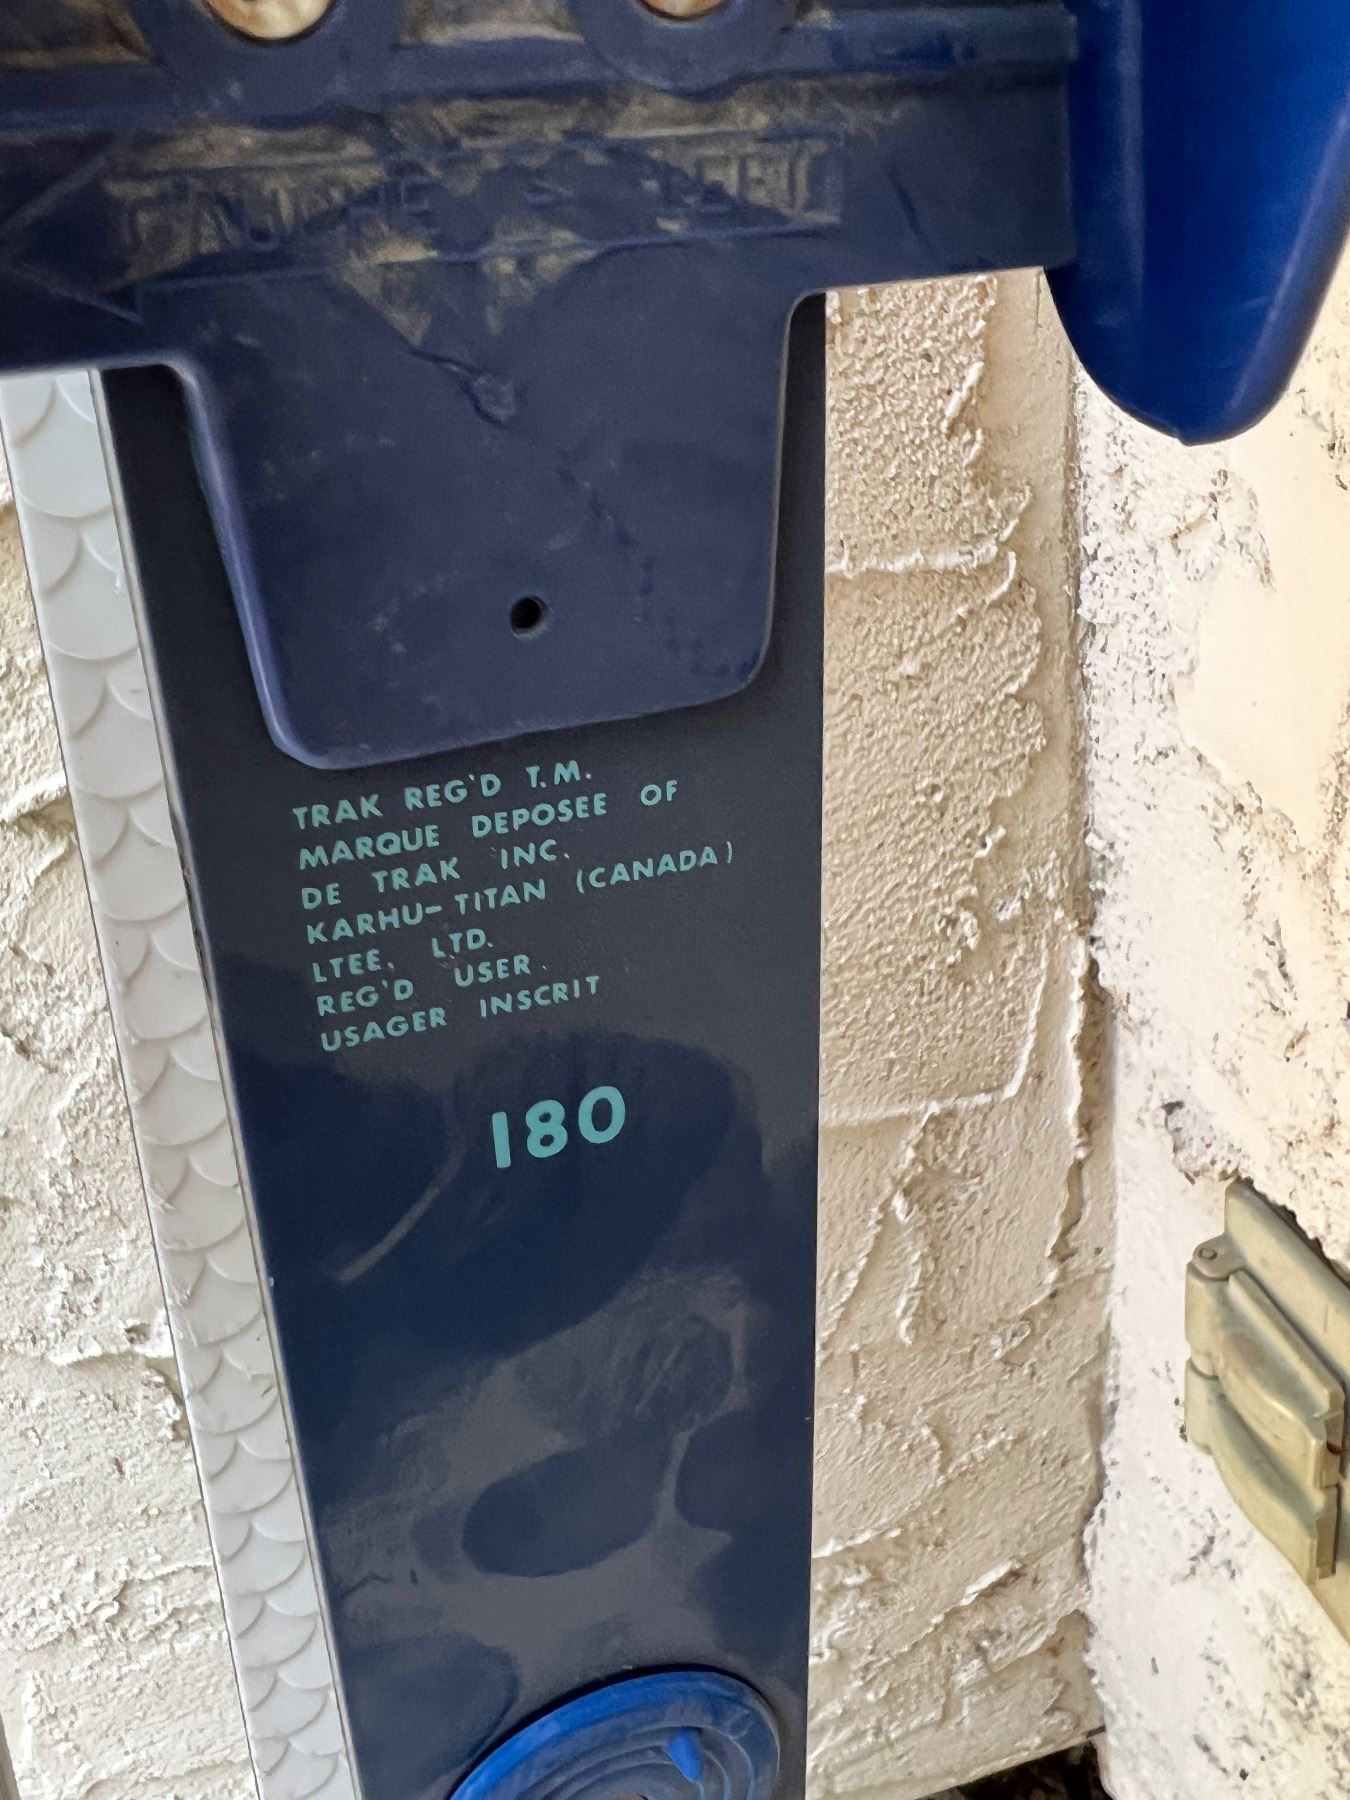 TRAK REG'D T.M.
MARQUE DEPOSEE OF
DE TRAK INC.
KARHU-TITAN (CANADA)
LTEE, LTD.
REG'D USER
USAGER INSCRIT
180